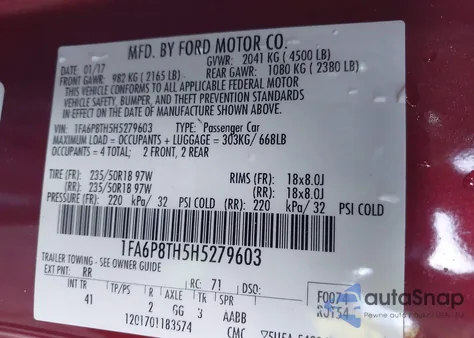 MFD. BY FORD MOTOR CO.
DATE: 01/17
GVWR: 2041 KG ( 4500 LB)
FRONT GAWR: 982 KG ( 2165 LB)
REAR GAWR: 1080 KG ( 2380 LB)
THIS VEHICLE CONFORMS TO ALL APPLICABLE FEDERAL MOTOR
VEHICLE SAFETY, BUMPER, AND THEFT PREVENTION STANDARDS IN
EFFECT ON THE DATE OF MANUFACTURE SHOWN ABOVE.
VIN: 1FA6P8TH5H5279603 TYPE: Passenger Car
MAXIMUM LOAD = OCCUPANTS + LUGGAGE = 303KG/ 668LB
OCCUPANTS = 4 TOTAL; 2 FRONT, 2 REAR
TIRE (FR): 235/50R18 97W RIMS (FR): 18x8.0J
(RR): 235/50R18 97W (RR): 18x8.0J
PRESSURE (FR): 220 kPa/ 32 PSI COLD (RR): 220 kPa/ 32 PSI COLD
1FA6P8TH5H5279603
TRAILER TOWING - SEE OWNER GUIDE
EXT PNT: RR RC: 71 DSO: F0074
INT TR TP/PS R AXLE TR SPR
41 2 GG 3 AABB
1201701183574 CMC
autoSnap